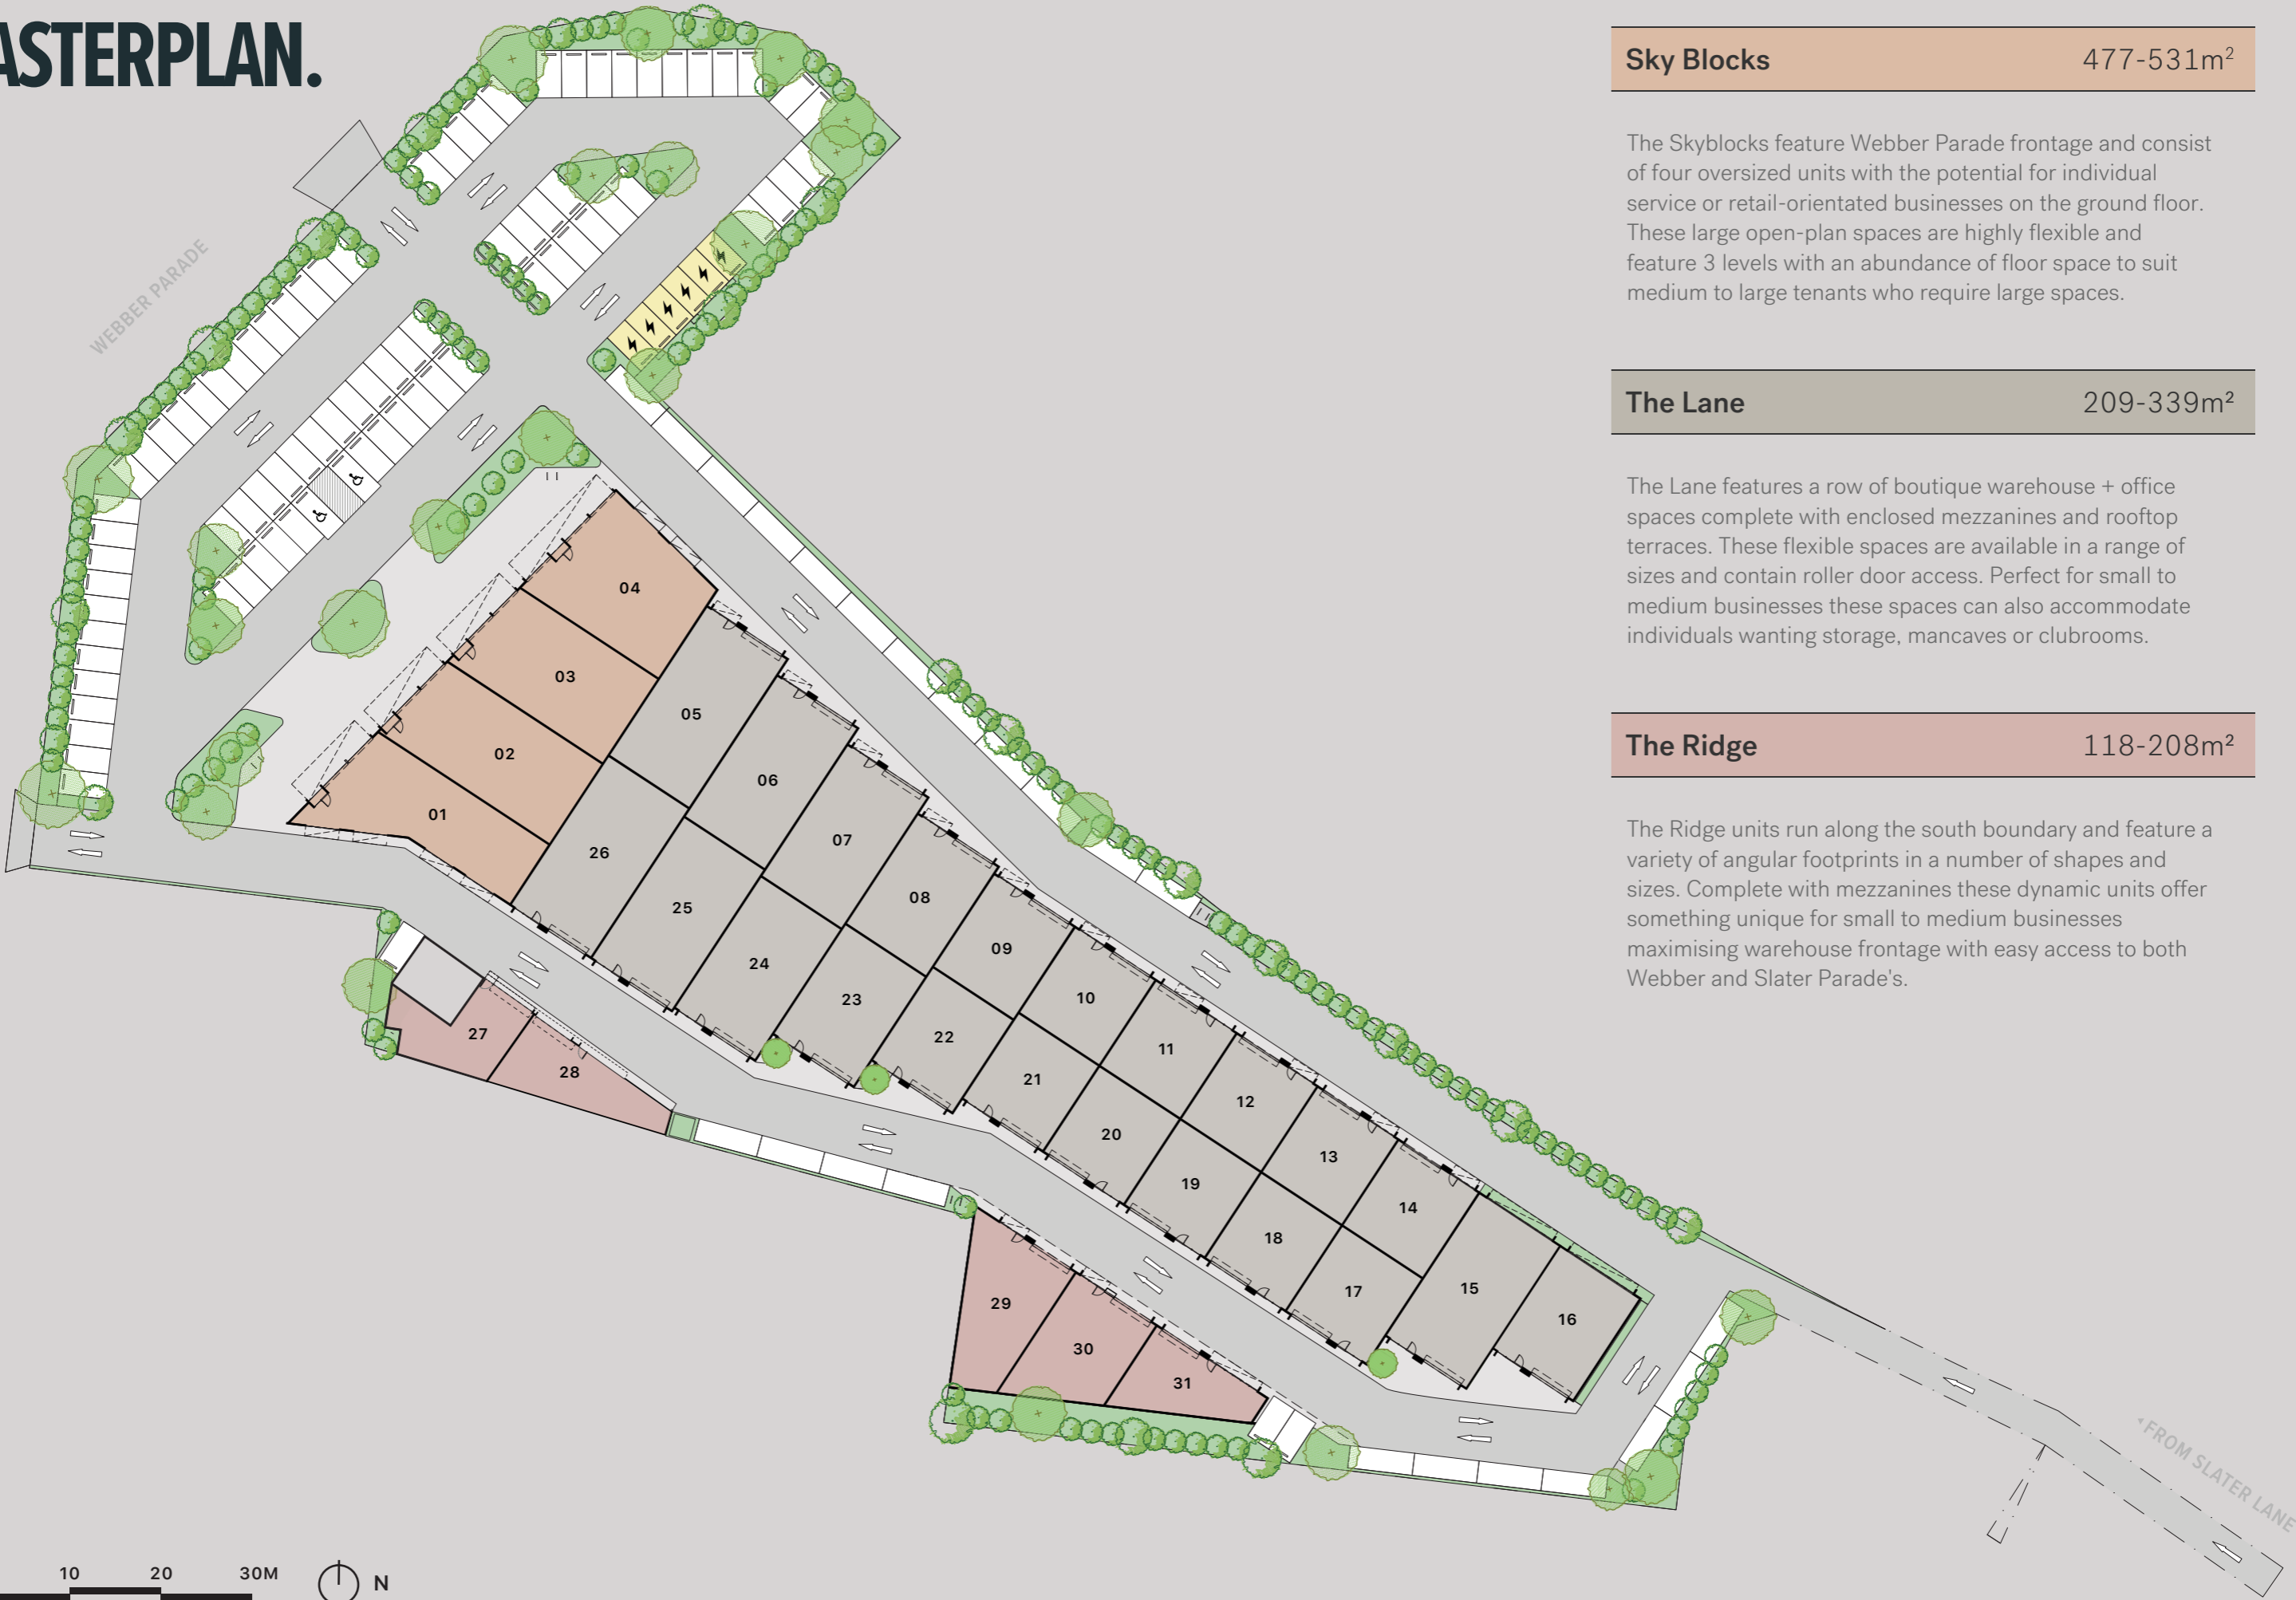 ASTERPLAN.
Sky Blocks 477-531m²
The Skyblocks feature Webber Parade frontage and consist
of four oversized units with the potential for individual
service or retail-orientated businesses on the ground floor.
These large open-plan spaces are highly flexible and
feature 3 levels with an abundance of floor space to suit
medium to large tenants who require large spaces.
The Lane 209-339m²
The Lane features a row of boutique warehouse + office
spaces complete with enclosed mezzanines and rooftop
terraces. These flexible spaces are available in a range of
sizes and contain roller door access. Perfect for small to
medium businesses these spaces can also accommodate
individuals wanting storage, mancaves or clubrooms.
The Ridge 118-208m²
The Ridge units run along the south boundary and feature a
variety of angular footprints in a number of shapes and
sizes. Complete with mezzanines these dynamic units offer
something unique for small to medium businesses
maximising warehouse frontage with easy access to both
Webber and Slater Parade's.
WEBBER PARADE
04
03
02
01
05
06
07
08
09
10
11
12
13
14
15
16
26
25
24
23
22
21
20
19
18
17
27
28
29
30
31
FROM SLATER LANE
10 20 30M
N